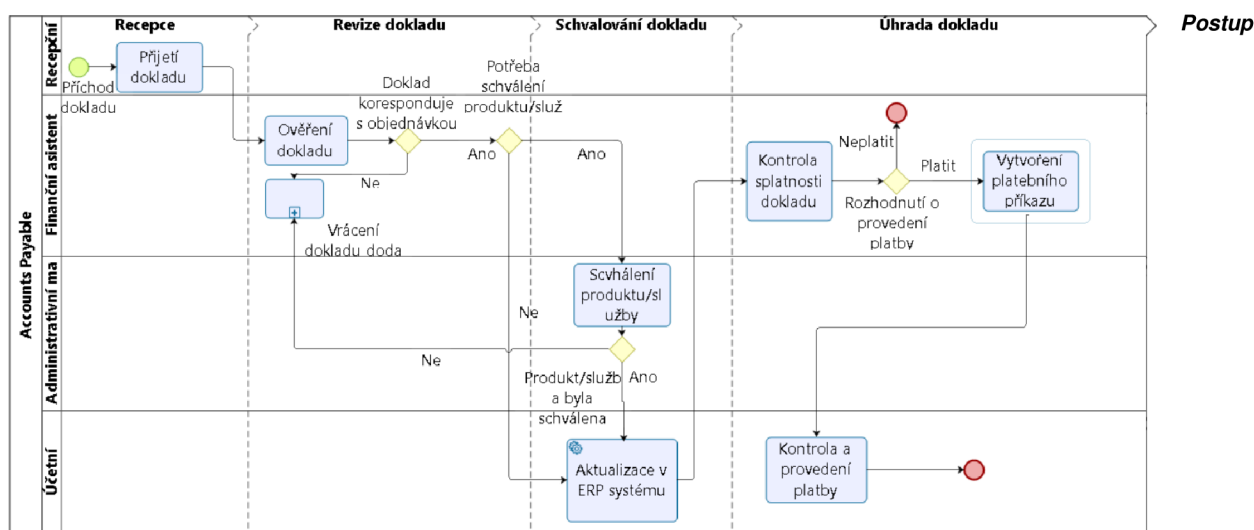 Recepce
Revize dokladu
Schvalování dokladu
Úhrada dokladu
Postup
Accounts Payable
Recepční
Příchod
dokladu
Přijetí
dokladu
Finanční asistent
Ověření
dokladu
Doklad
koresponduje
s objednávkou
Ano
Ne
Vrácení
dokladu doda
Potřeba
schválení
produktu/služ
Ano
Ne
Kontrola
splatnosti
dokladu
Neplatit
Platit
Rozhodnutí o
provedení
platby
Vytvoření
platebního
příkazu
Administrativní ma
Scvhálení
produktu/sl
užby
Ne
Produkt/služb
a byla
schválena
Ano
Účetní
Aktualizace v
ERP systému
Kontrola a
provedení
platby